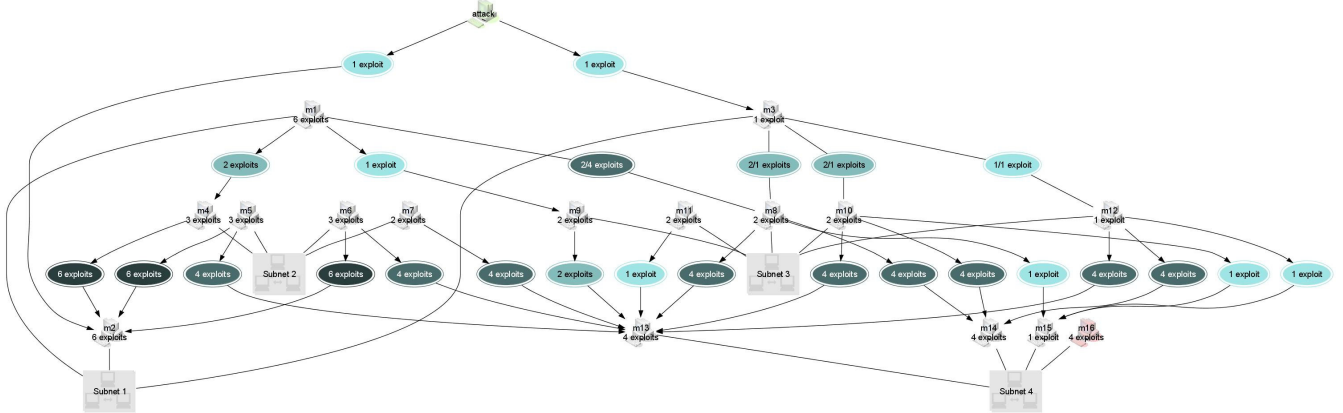 attack
1 exploit
1 exploit
m1
6 exploits
m3
1 exploit
2 exploits
1 exploit
2/4 exploits
2/1 exploits
2/1 exploits
1/1 exploit
m4
3 exploits
m5
3 exploits
m6
3 exploits
m7
2 exploits
m9
2 exploits
m11
2 exploits
m8
2 exploits
m10
2 exploits
m12
1 exploit
6 exploits
6 exploits
4 exploits
Subnet 2
6 exploits
4 exploits
4 exploits
2 exploits
1 exploit
4 exploits
Subnet 3
4 exploits
4 exploits
4 exploits
1 exploit
4 exploits
4 exploits
1 exploit
1 exploit
m2
6 exploits
m13
4 exploits
m14
4 exploits
m15
1 exploit
m16
4 exploits
Subnet 1
Subnet 4